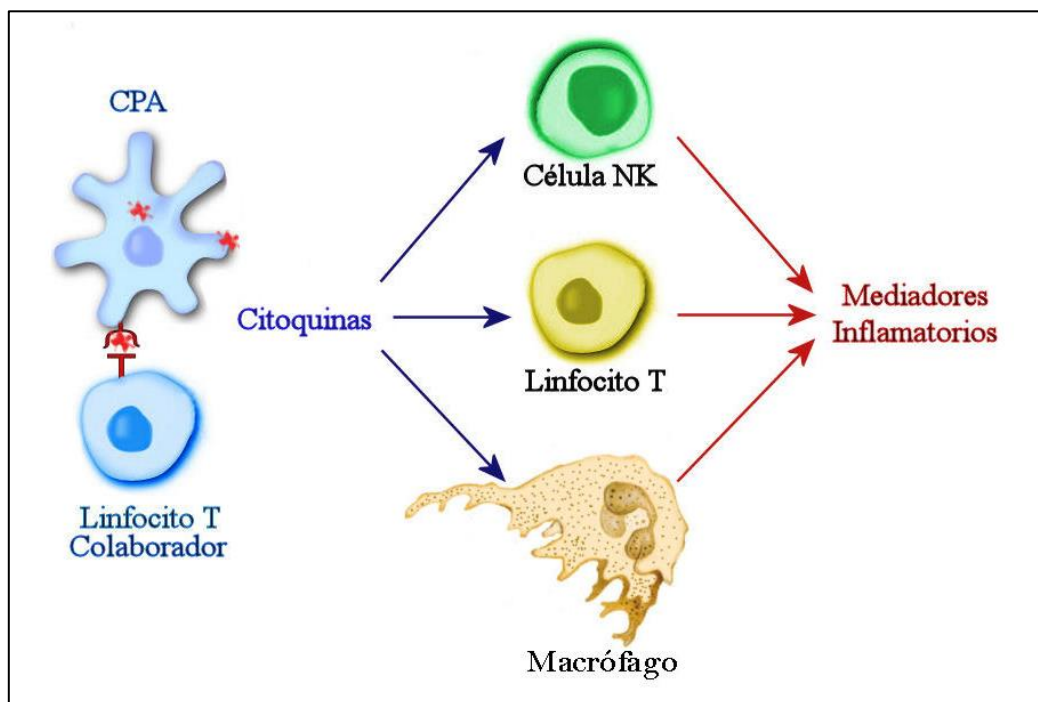 CPA
Linfocito T
Colaborador
Citoquinas
Célula NK
Linfocito T
Macrófago
Mediadores
Inflamatorios